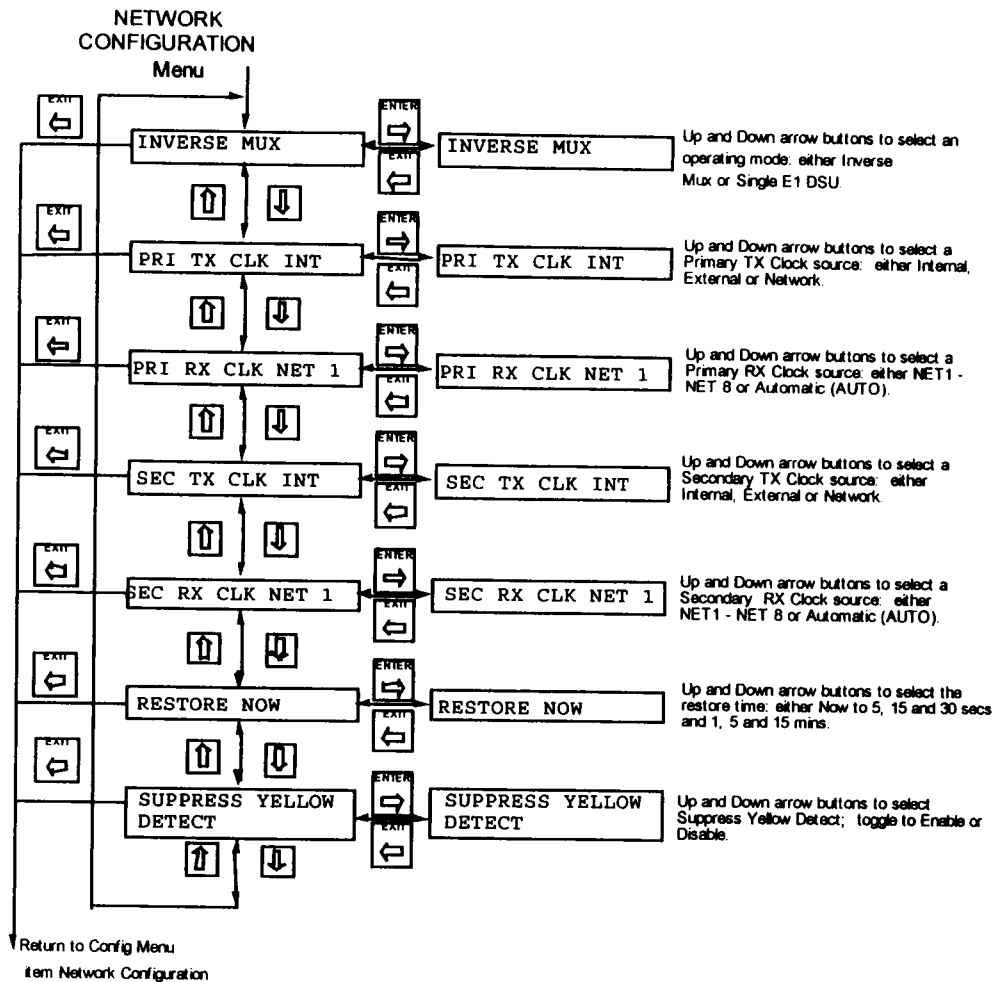 NETWORK
CONFIGURATION
Menu
EXIT
ENTER
INVERSE MUX
EXIT
INVERSE MUX
Up and Down arrow buttons to select an
operating mode: either Inverse
Mux or Single E1 DSU.
EXIT
ENTER
PRI TX CLK INT
EXIT
PRI TX CLK INT
Up and Down arrow buttons to select a
Primary TX Clock source: either Internal,
External or Network.
EXIT
ENTER
PRI RX CLK NET 1
EXIT
PRI RX CLK NET 1
Up and Down arrow buttons to select a
Primary RX Clock source: either NET1 -
NET 8 or Automatic (AUTO).
EXIT
ENTER
SEC TX CLK INT
EXIT
SEC TX CLK INT
Up and Down arrow buttons to select a
Secondary TX Clock source: either
Internal, External or Network.
EXIT
ENTER
SEC RX CLK NET 1
EXIT
SEC RX CLK NET 1
Up and Down arrow buttons to select a
Secondary RX Clock source: either
NET1 - NET 8 or Automatic (AUTO).
EXIT
ENTER
RESTORE NOW
EXIT
RESTORE NOW
Up and Down arrow buttons to select the
restore time: either Now to 5, 15 and 30 secs
and 1, 5 and 15 mins.
EXIT
ENTER
SUPPRESS YELLOW
DETECT
EXIT
SUPPRESS YELLOW
DETECT
Up and Down arrow buttons to select
Suppress Yellow Detect; toggle to Enable or
Disable.
Return to Config Menu
item Network Configuration